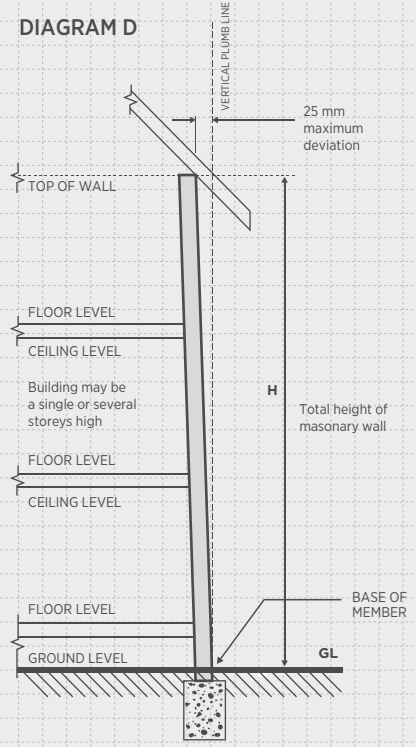 DIAGRAM D
VERTICAL PLUMB LINE
25 mm
maximum
deviation
TOP OF WALL
FLOOR LEVEL
CEILING LEVEL
Building may be
a single or several
storeys high
H
Total height of
masonary wall
FLOOR LEVEL
CEILING LEVEL
FLOOR LEVEL
BASE OF
MEMBER
GROUND LEVEL
GL